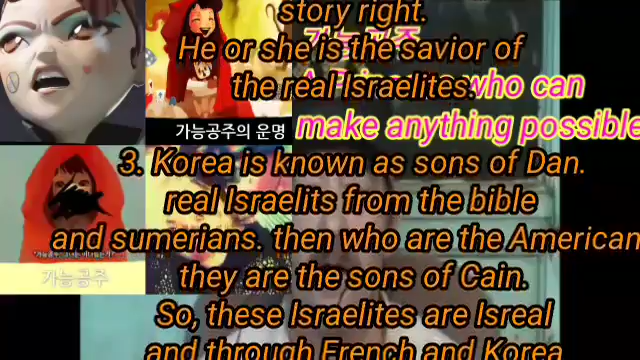 story right.
He or she is the savior of
the real Israelites.
who can
make anything possible
가능공주의 운명
3. Korea is known as sons of Dan.
real Israelits from the bible
and sumerians. then who are the American
they are the sons of Cain.
가능공주
So, these Israelites are Isreal
and through French and Korea